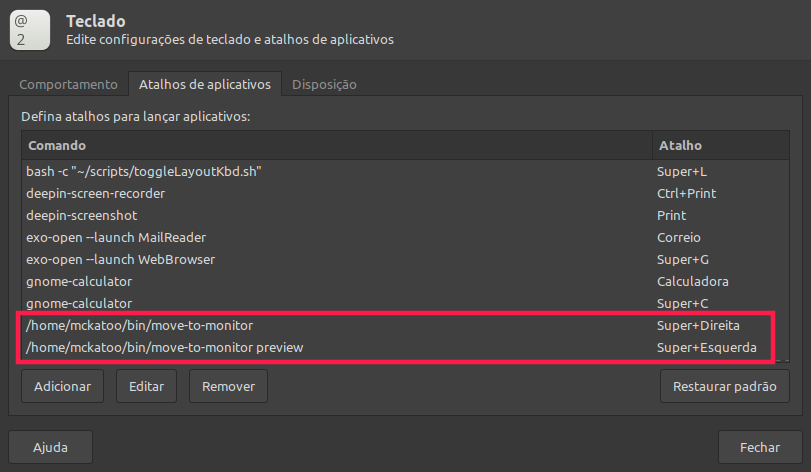 @
2
Teclado
Edite configurações de teclado e atalhos de aplicativos
Comportamento Atalhos de aplicativos Disposição
Defina atalhos para lançar aplicativos:
Comando Atalho
bash -c "~/scripts/toggleLayoutKbd.sh" Super+L
deepin-screen-recorder Ctrl+Print
deepin-screenshot Print
exo-open --launch MailReader Correio
exo-open --launch WebBrowser Super+G
gnome-calculator Calculadora
gnome-calculator Super+C
/home/mckatoo/bin/move-to-monitor Super+Direita
/home/mckatoo/bin/move-to-monitor preview Super+Esquerda
Adicionar Editar Remover Restaurar padrão
Ajuda Fechar